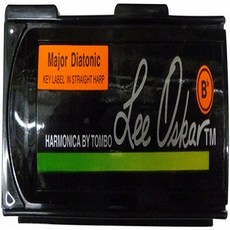 Major Diatonic
KEY LABEL IN STRAIGHT HARP
B♭
Lee Oskar TM
HARMONICA BY TOMBO